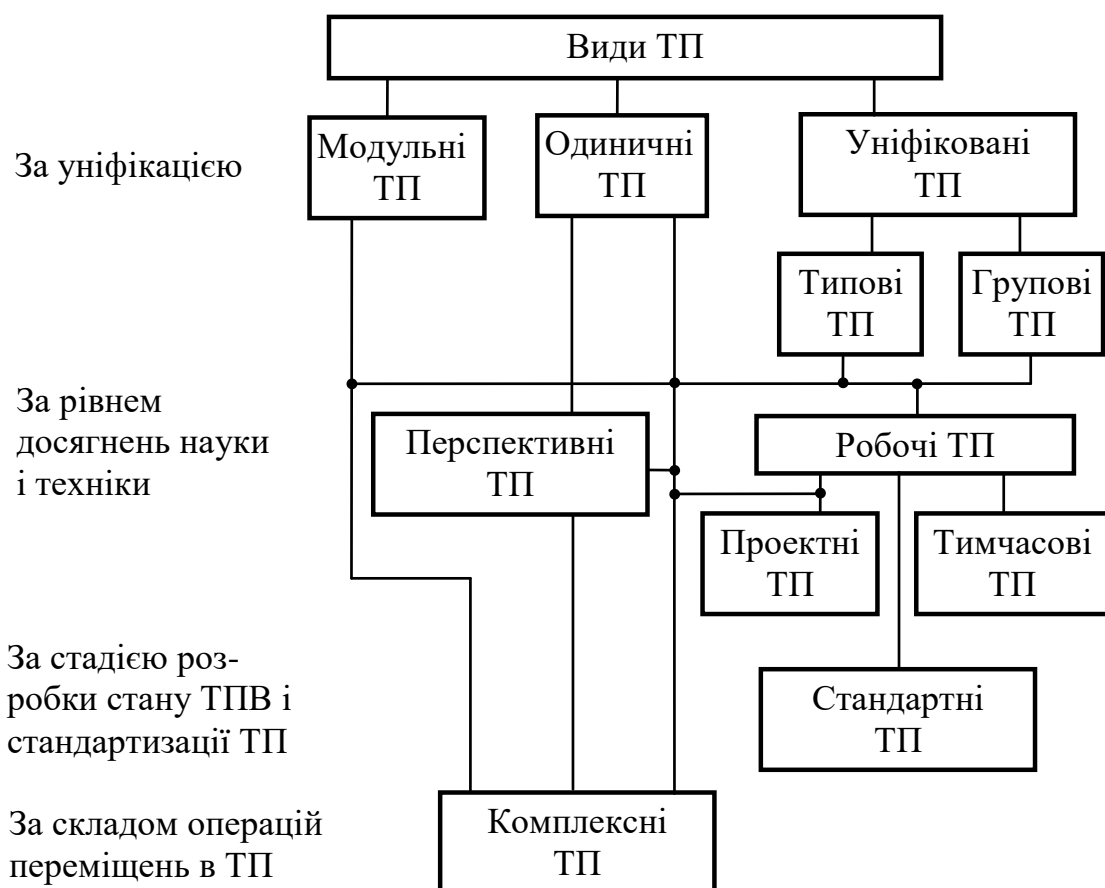 Види ТП
За уніфікацією
Модульні
ТП
Одиничні
ТП
Уніфіковані
ТП
Типові
ТП
Групові
ТП
За рівнем
досягнень науки
і техніки
Перспективні
ТП
Робочі ТП
Проектні
ТП
Тимчасові
ТП
За стадією роз-
робки стану ТПВ і
стандартизації ТП
Стандартні
ТП
За складом операцій
переміщень в ТП
Комплексні
ТП